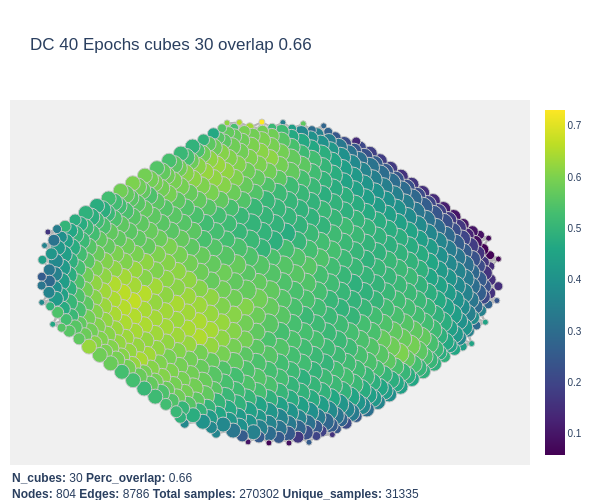 DC 40 Epochs cubes 30 overlap 0.66
0.7
0.6
0.5
0.4
0.3
0.2
0.1
N_cubes: 30 Perc_overlap: 0.66
Nodes: 804 Edges: 8786 Total samples: 270302 Unique_samples: 31335